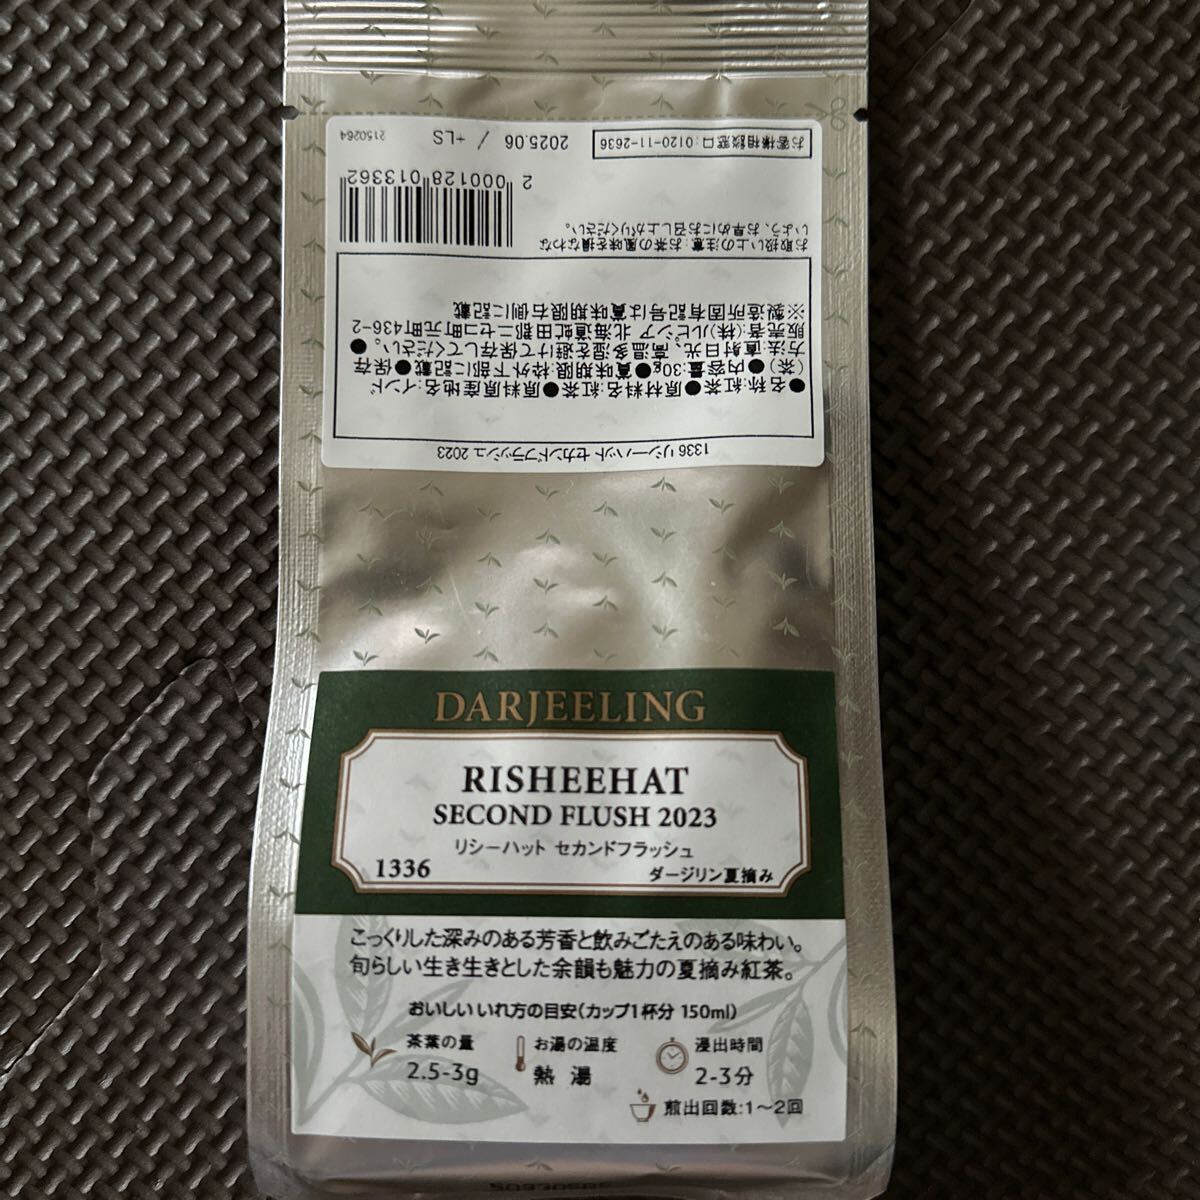 1336 リシーハット セカンドフラッシュ 2023
●名称:紅茶●原材料名:紅茶●原料原産地名:インド
(茶)●内容量:30g●賞味期限:枠外下部に記載●保存
方法:直射日光、高温多湿を避けて保存してください。●
販売者:(株)ルピシア 北海道虻田郡ニセコ町元町436-2
※製造所固有記号は賞味期限右側に記載
お取扱い上の注意:お茶の風味を損なわな
いよう、お早めにお召し上がりください。
2 000128 013362
お客様相談窓口:0120-11-2636
2025.06 / +LS
2150264
DARJEELING
RISHEEHAT
SECOND FLUSH 2023
リシーハット セカンドフラッシュ
1336 ダージリン夏摘み
こっくりした深みのある芳香と飲みごたえのある味わい。
旬らしい生き生きとした余韻も魅力の夏摘み紅茶。
おいしいいれ方の目安(カップ1杯分 150ml)
茶葉の量 お湯の温度 浸出時間
2.5-3g 熱湯 2-3分
煎出回数:1〜2回